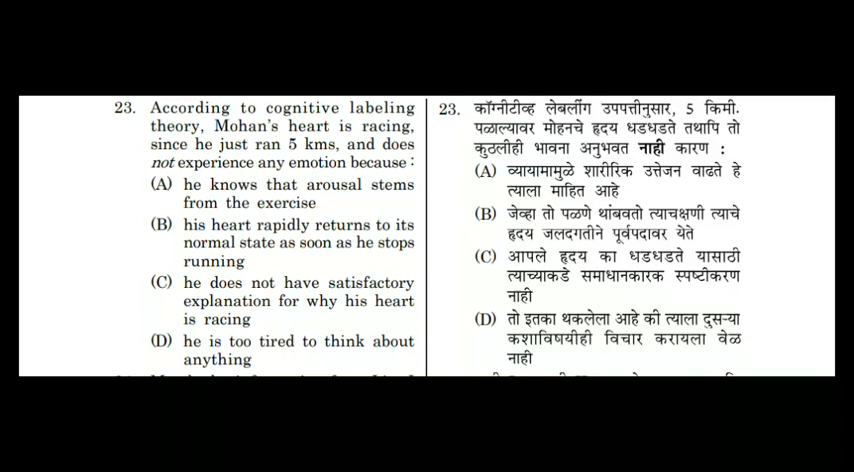 23. According to cognitive labeling
theory, Mohan's heart is racing,
since he just ran 5 kms, and does
not experience any emotion because :
(A) he knows that arousal stems
from the exercise
(B) his heart rapidly returns to its
normal state as soon as he stops
running
(C) he does not have satisfactory
explanation for why his heart
is racing
(D) he is too tired to think about
anything
23. कॉग्नीटीव्ह लेबलींग उपपत्तीनुसार, 5 किमी.
पळाल्यावर मोहनचे हृदय धडधडते तथापि तो
कुठलीही भावना अनुभवत नाही कारण :
(A) व्यायामामुळे शारीरिक उत्तेजन वाढते हे
त्याला माहित आहे
(B) जेव्हा तो पळणे थांबवतो त्याचक्षणी त्याचे
हृदय जलदगतीने पूर्वपदावर येते
(C) आपले हृदय का धडधडते यासाठी
त्याच्याकडे समाधानकारक स्पष्टीकरण
नाही
(D) तो इतका थकलेला आहे की त्याला दुसऱ्या
कशाविषयीही विचार करायला वेळ
नाही